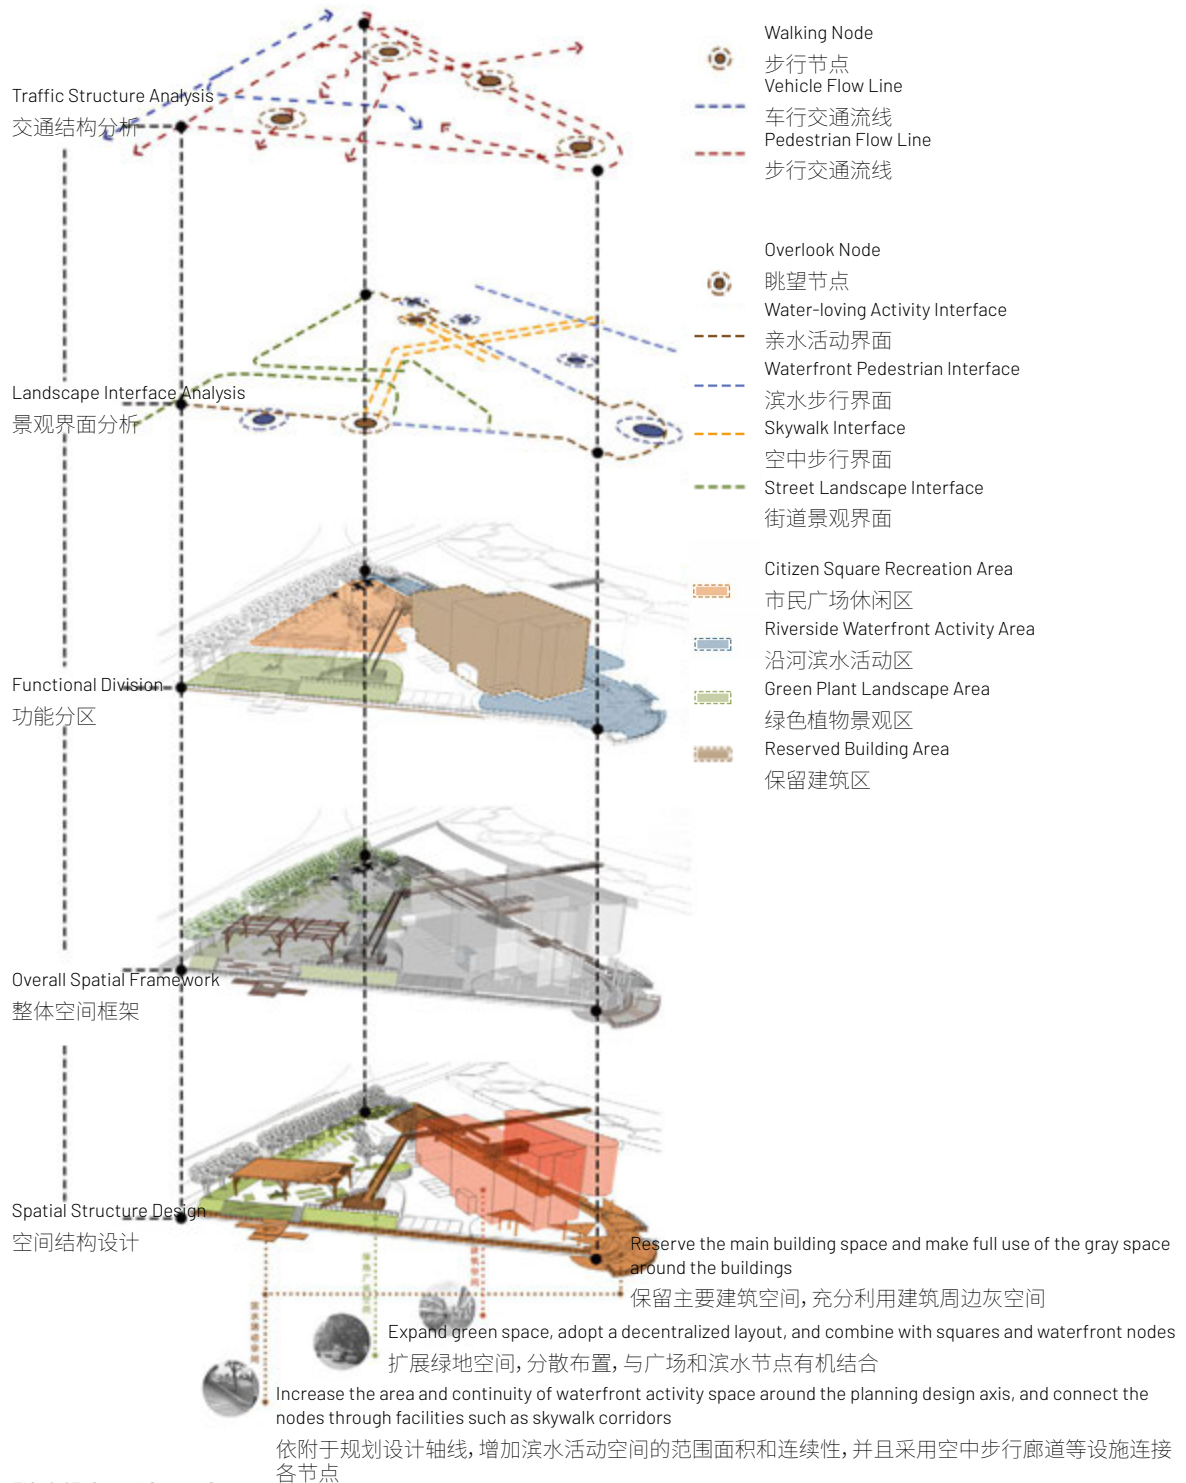 Traffic Structure Analysis
交通结构分析
Walking Node
步行节点
Vehicle Flow Line
车行交通流线
Pedestrian Flow Line
步行交通流线
Landscape Interface Analysis
景观界面分析
Overlook Node
眺望节点
Water-loving Activity Interface
亲水活动界面
Waterfront Pedestrian Interface
滨水步行界面
Skywalk Interface
空中步行界面
Street Landscape Interface
街道景观界面
Functional Division
功能分区
Citizen Square Recreation Area
市民广场休闲区
Riverside Waterfront Activity Area
沿河滨水活动区
Green Plant Landscape Area
绿色植物景观区
Reserved Building Area
保留建筑区
Overall Spatial Framework
整体空间框架
Spatial Structure Design
空间结构设计
Reserve the main building space and make full use of the gray space
around the buildings
保留主要建筑空间，充分利用建筑周边灰空间
Expand green space, adopt a decentralized layout, and combine with squares and waterfront nodes
扩展绿地空间，分散布置，与广场和滨水节点有机结合
Increase the area and continuity of waterfront activity space around the planning design axis, and connect the
nodes through facilities such as skywalk corridors
依附于规划设计轴线，增加滨水活动空间的范围面积和连续性，并且采用空中步行廊道等设施连接
各节点